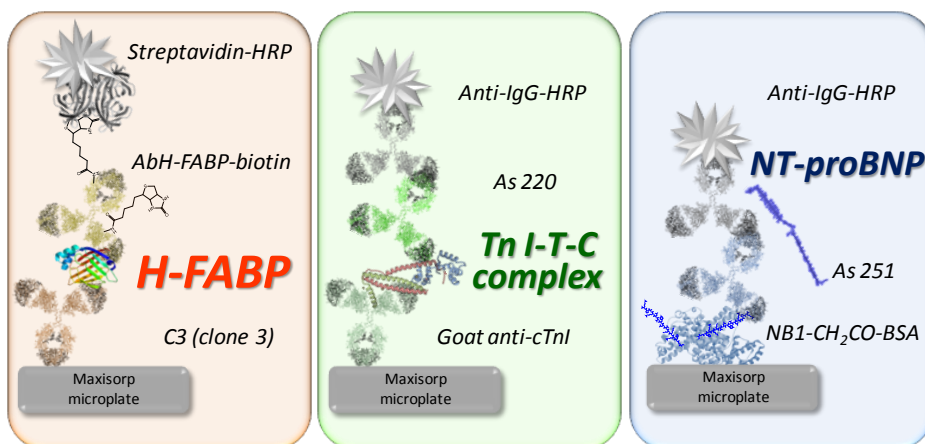 Streptavidin-HRP
AbH-FABP-biotin
H-FABP
C3 (clone 3)
Maxisorp
microplate
Anti-IgG-HRP
As 220
Tn I-T-C
complex
Goat anti-cTnI
Maxisorp
microplate
Anti-IgG-HRP
NT-proBNP
As 251
NB1-CH₂CO-BSA
Maxisorp
microplate